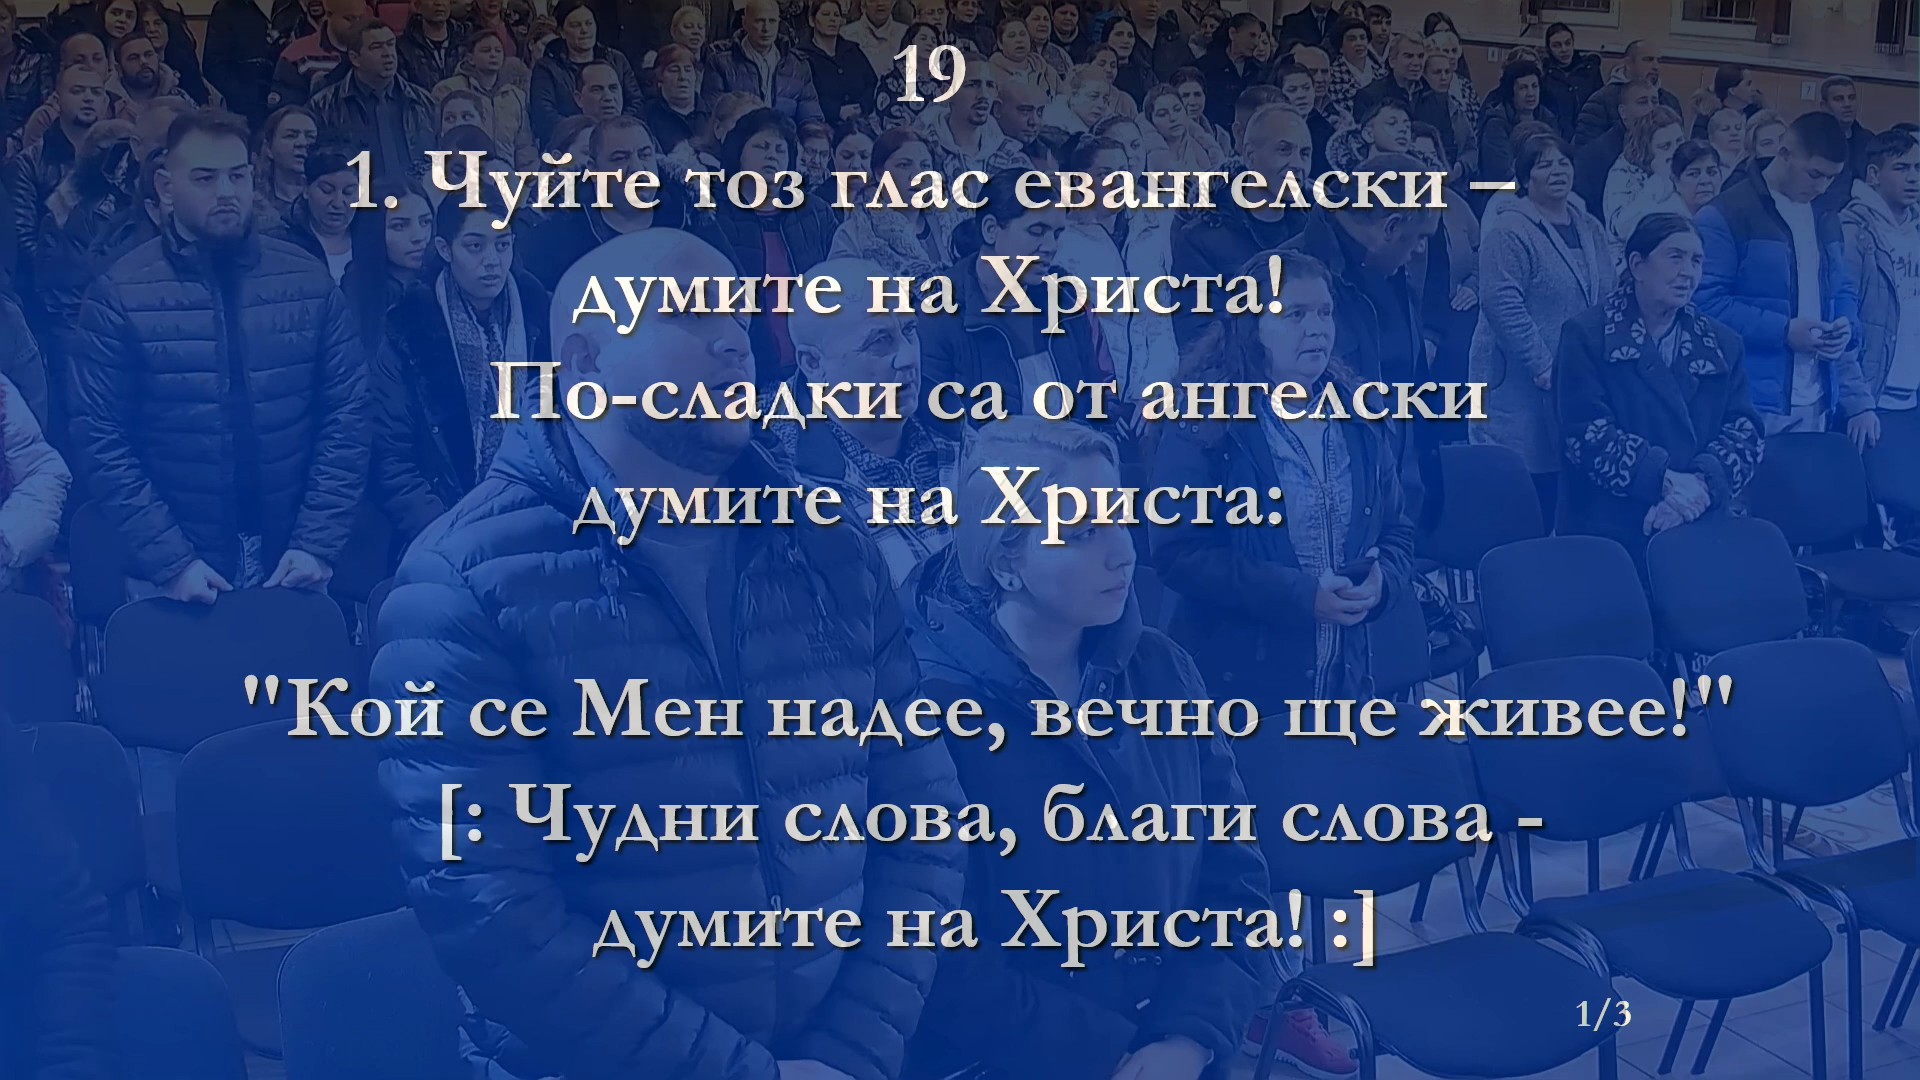 19
1. Чуйте тоз глас евангелски –
думите на Христа!
По-сладки са от ангелски
думите на Христа:
"Кой се Мен надее, вечно ще живее!"
[: Чудни слова, благи слова -
думите на Христа! :]
1/3